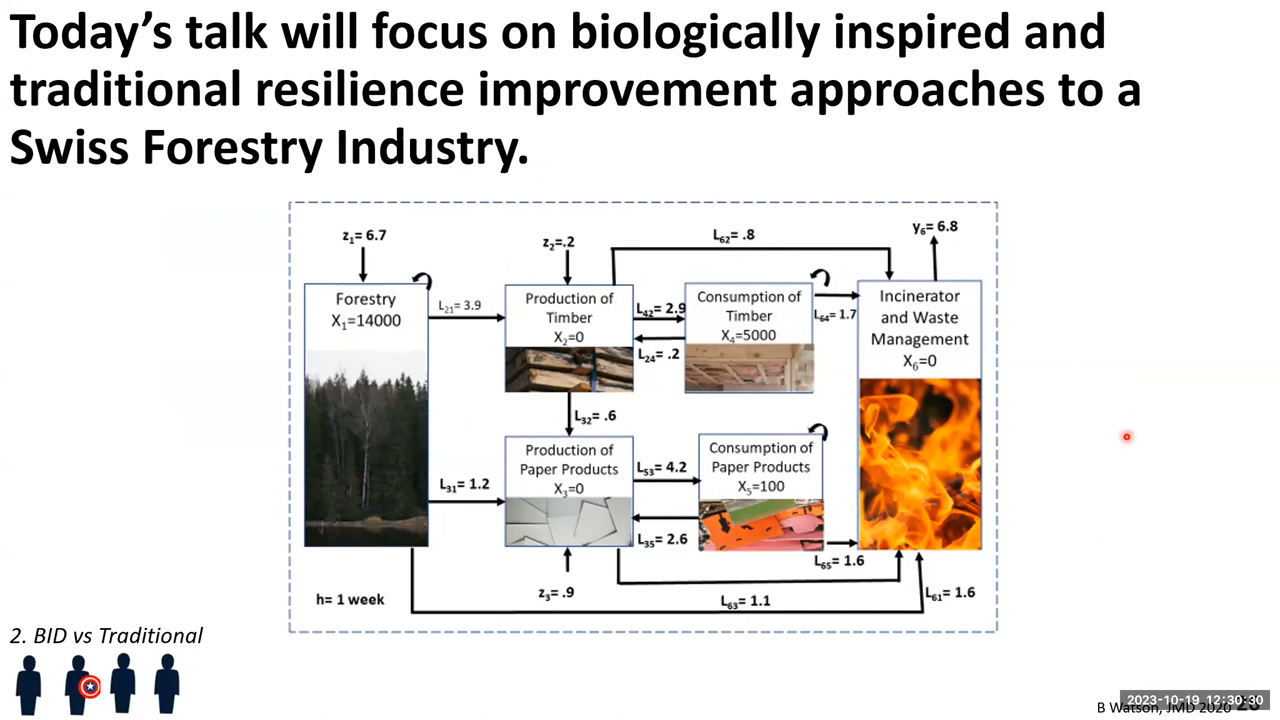 Today's talk will focus on biologically inspired and
traditional resilience improvement approaches to a
Swiss Forestry Industry.
z₁= 6.7
z₂=.2
L₆₂= .8
y₆= 6.8
Forestry
X₁=14000
L₂₁= 3.9
Production of
Timber
X₂=0
L₄₂= 2.9
L₂₄= .2
Consumption of
Timber
X₄=5000
L₆₄= 1.7
Incinerator
and Waste
Management
X₆=0
L₃₂= .6
L₃₁= 1.2
Production of
Paper Products
X₃=0
L₅₃= 4.2
L₃₅= 2.6
Consumption of
Paper Products
X₅=100
L₆₅= 1.6
z₃= .9
L₆₃= 1.1
L₆₁= 1.6
h= 1 week
2. BID vs Traditional
B Watson, JMD 2020
2023-10-19 12:30:30